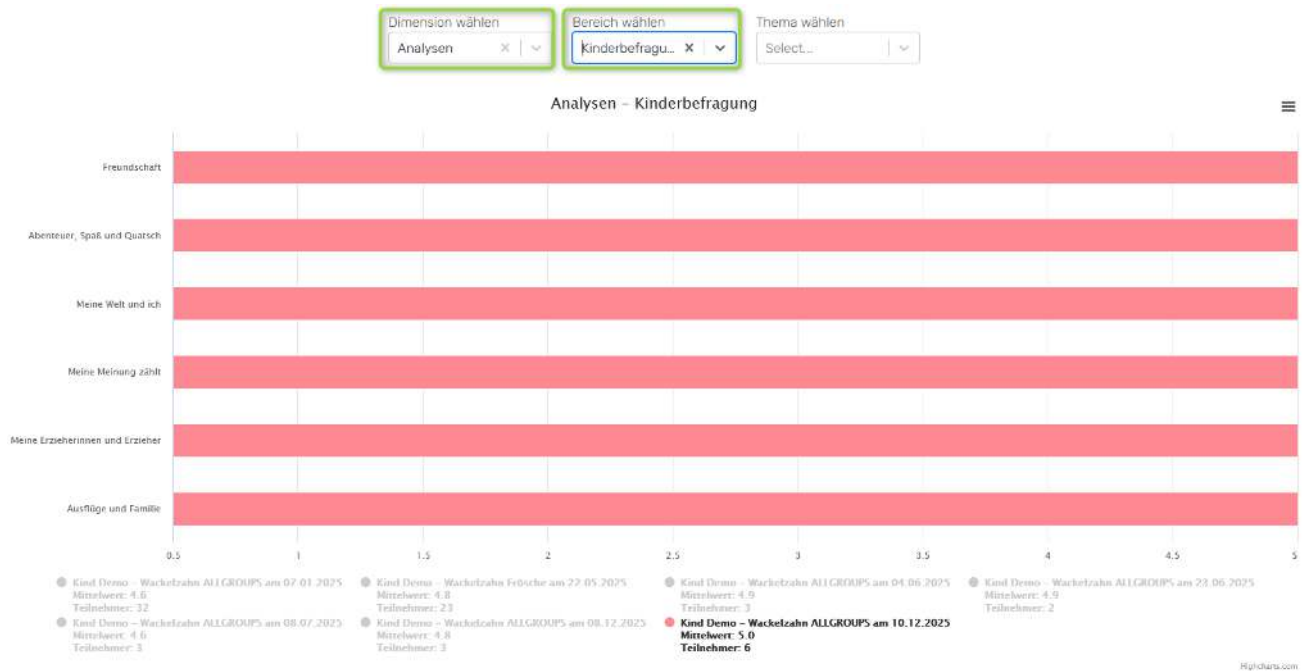 Dimension wählen
Bereich wählen
Thema wählen
Analysen
Kinderbefragu...
Select...
Analysen – Kinderbefragung
Freundschaft
Abenteuer, Spaß und Quatsch
Meine Welt und ich
Meine Meinung zählt
Meine Erzieherinnen und Erzieher
Ausflüge und Familie
0.5 1 1.5 2 2.5 3 3.5 4 4.5 5
Kind Demo – Wackelzahn ALLGROUPS am 07.01.2025
Mittelwert: 4.6
Teilnehmer: 32
Kind Demo – Wackelzahn Frösche am 22.05.2025
Mittelwert: 4.8
Teilnehmer: 23
Kind Demo – Wackelzahn ALLGROUPS am 04.06.2025
Mittelwert: 4.9
Teilnehmer: 3
Kind Demo – Wackelzahn ALLGROUPS am 23.06.2025
Mittelwert: 4.9
Teilnehmer: 2
Kind Demo – Wackelzahn ALLGROUPS am 08.07.2025
Mittelwert: 4.6
Teilnehmer: 3
Kind Demo – Wackelzahn ALLGROUPS am 08.12.2025
Mittelwert: 4.8
Teilnehmer: 3
Kind Demo – Wackelzahn ALLGROUPS am 10.12.2025
Mittelwert: 5.0
Teilnehmer: 6
Highcharts.com